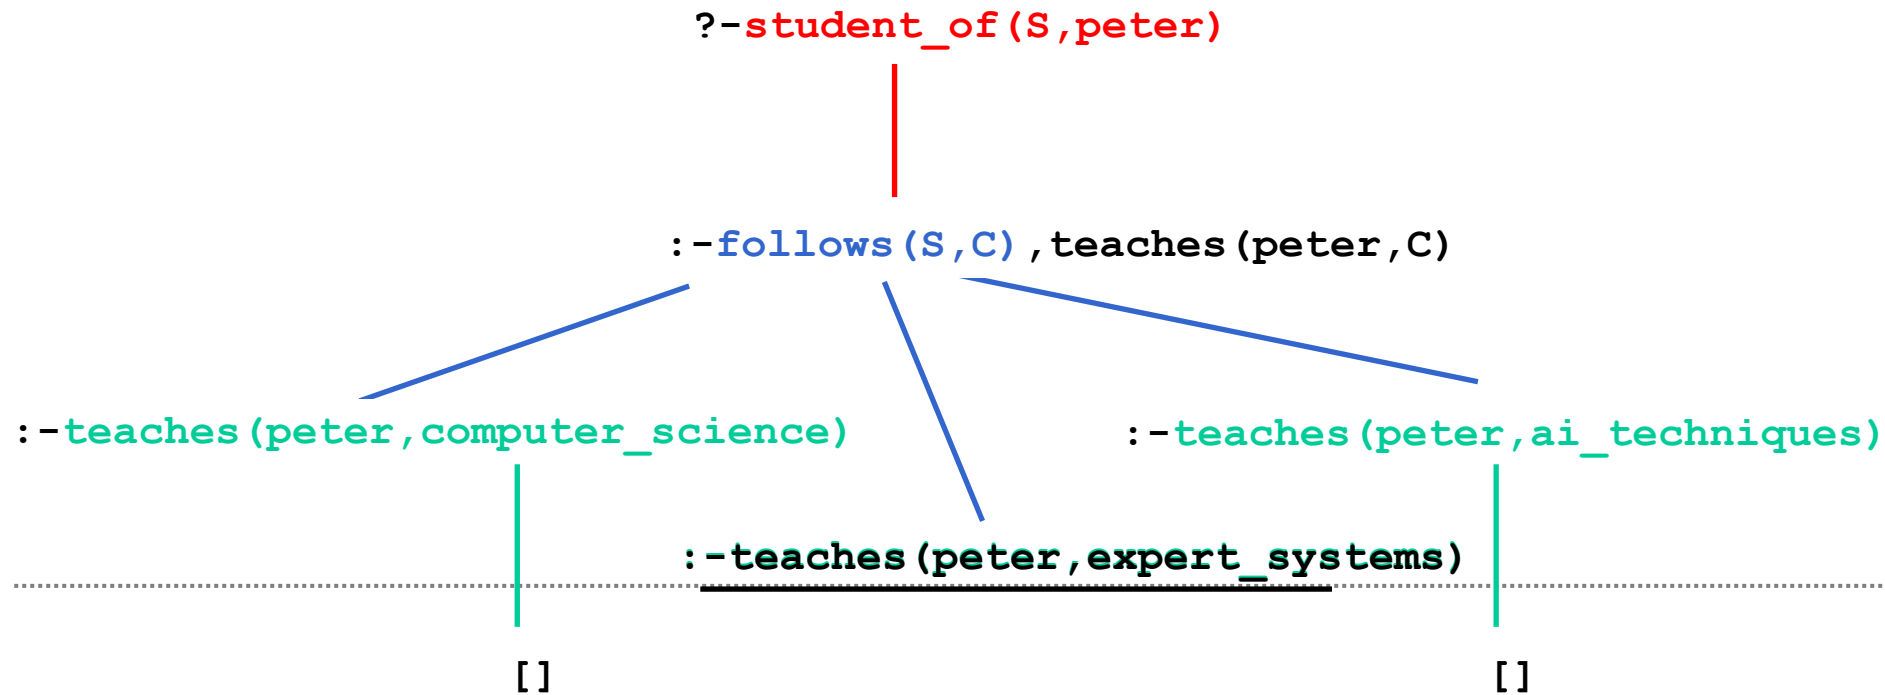 ?-student_of(S,peter)
:-follows(S,C),teaches(peter,C)
:-teaches(peter,computer_science)
:-teaches(peter,ai_techniques)
:-teaches(peter,expert_systems)
[]
[]